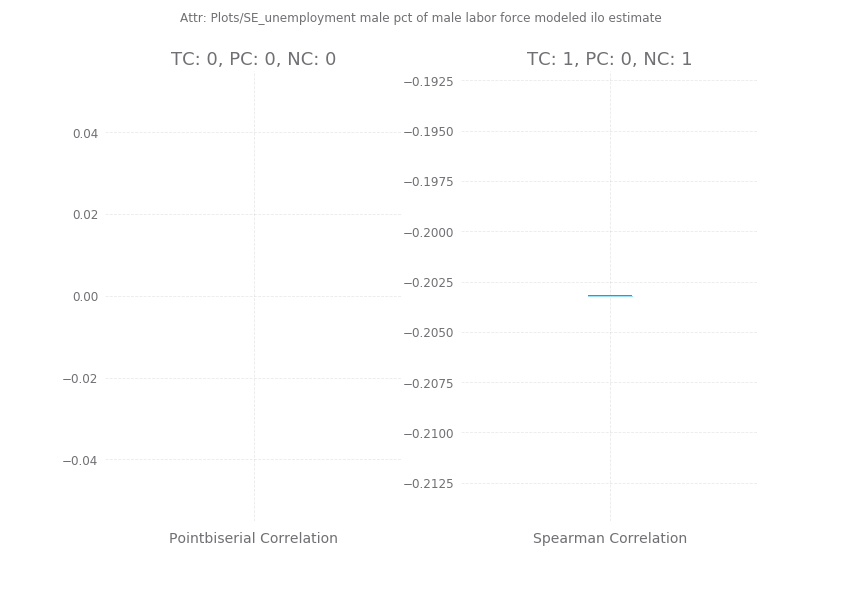 Attr: Plots/SE_unemployment male pct of male labor force modeled ilo estimate
TC: 0, PC: 0, NC: 0
0.04
0.02
0.00
−0.02
−0.04
Pointbiserial Correlation
TC: 1, PC: 0, NC: 1
−0.1925
−0.1950
−0.1975
−0.2000
−0.2025
−0.2050
−0.2075
−0.2100
−0.2125
Spearman Correlation